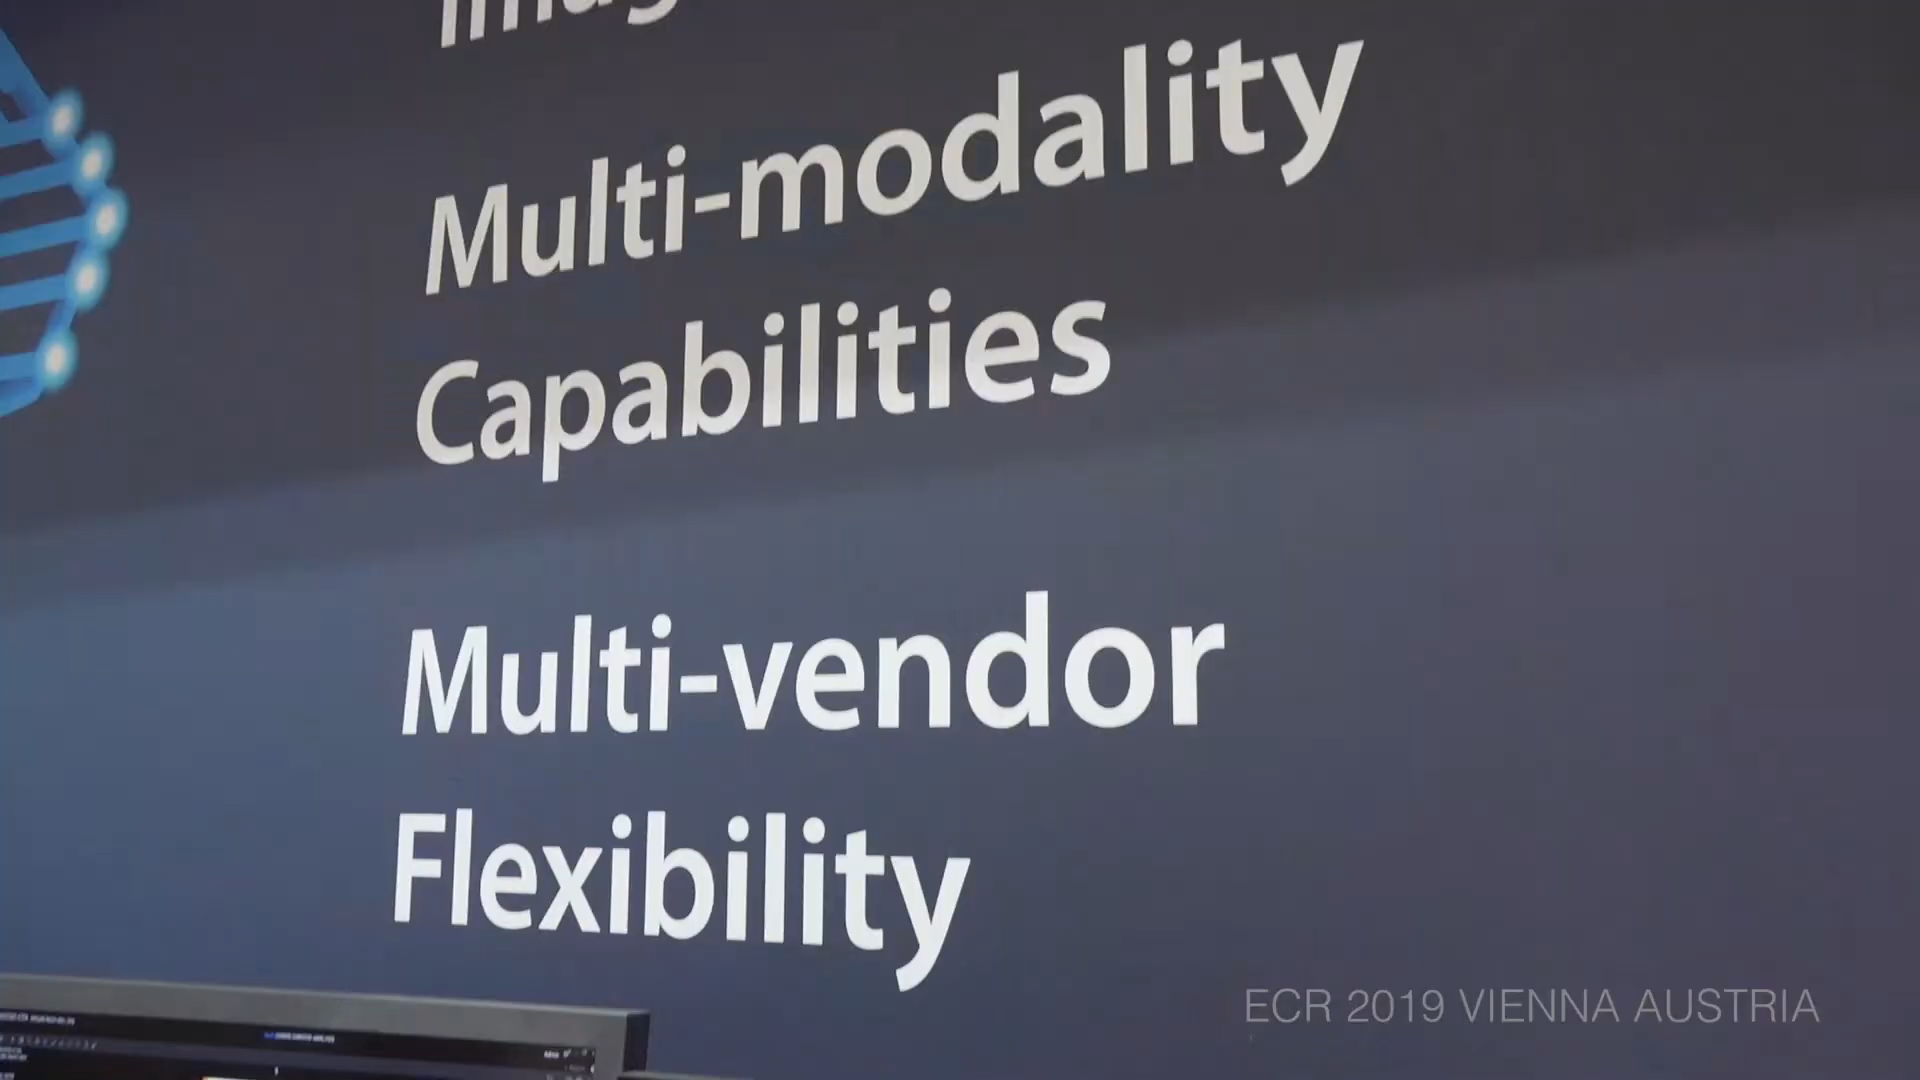 Multi-modality
Capabilities
Multi-vendor
Flexibility
ECR 2019 VIENNA AUSTRIA